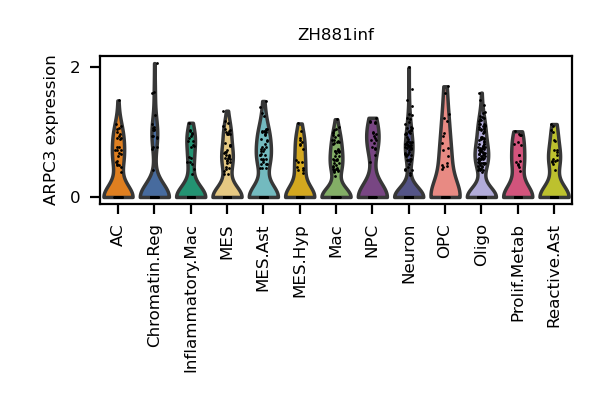 ZH881inf
ARPC3 expression
2
0
AC
Chromatin.Reg
Inflammatory.Mac
MES
MES.Ast
MES.Hyp
Mac
NPC
Neuron
OPC
Oligo
Prolif.Metab
Reactive.Ast